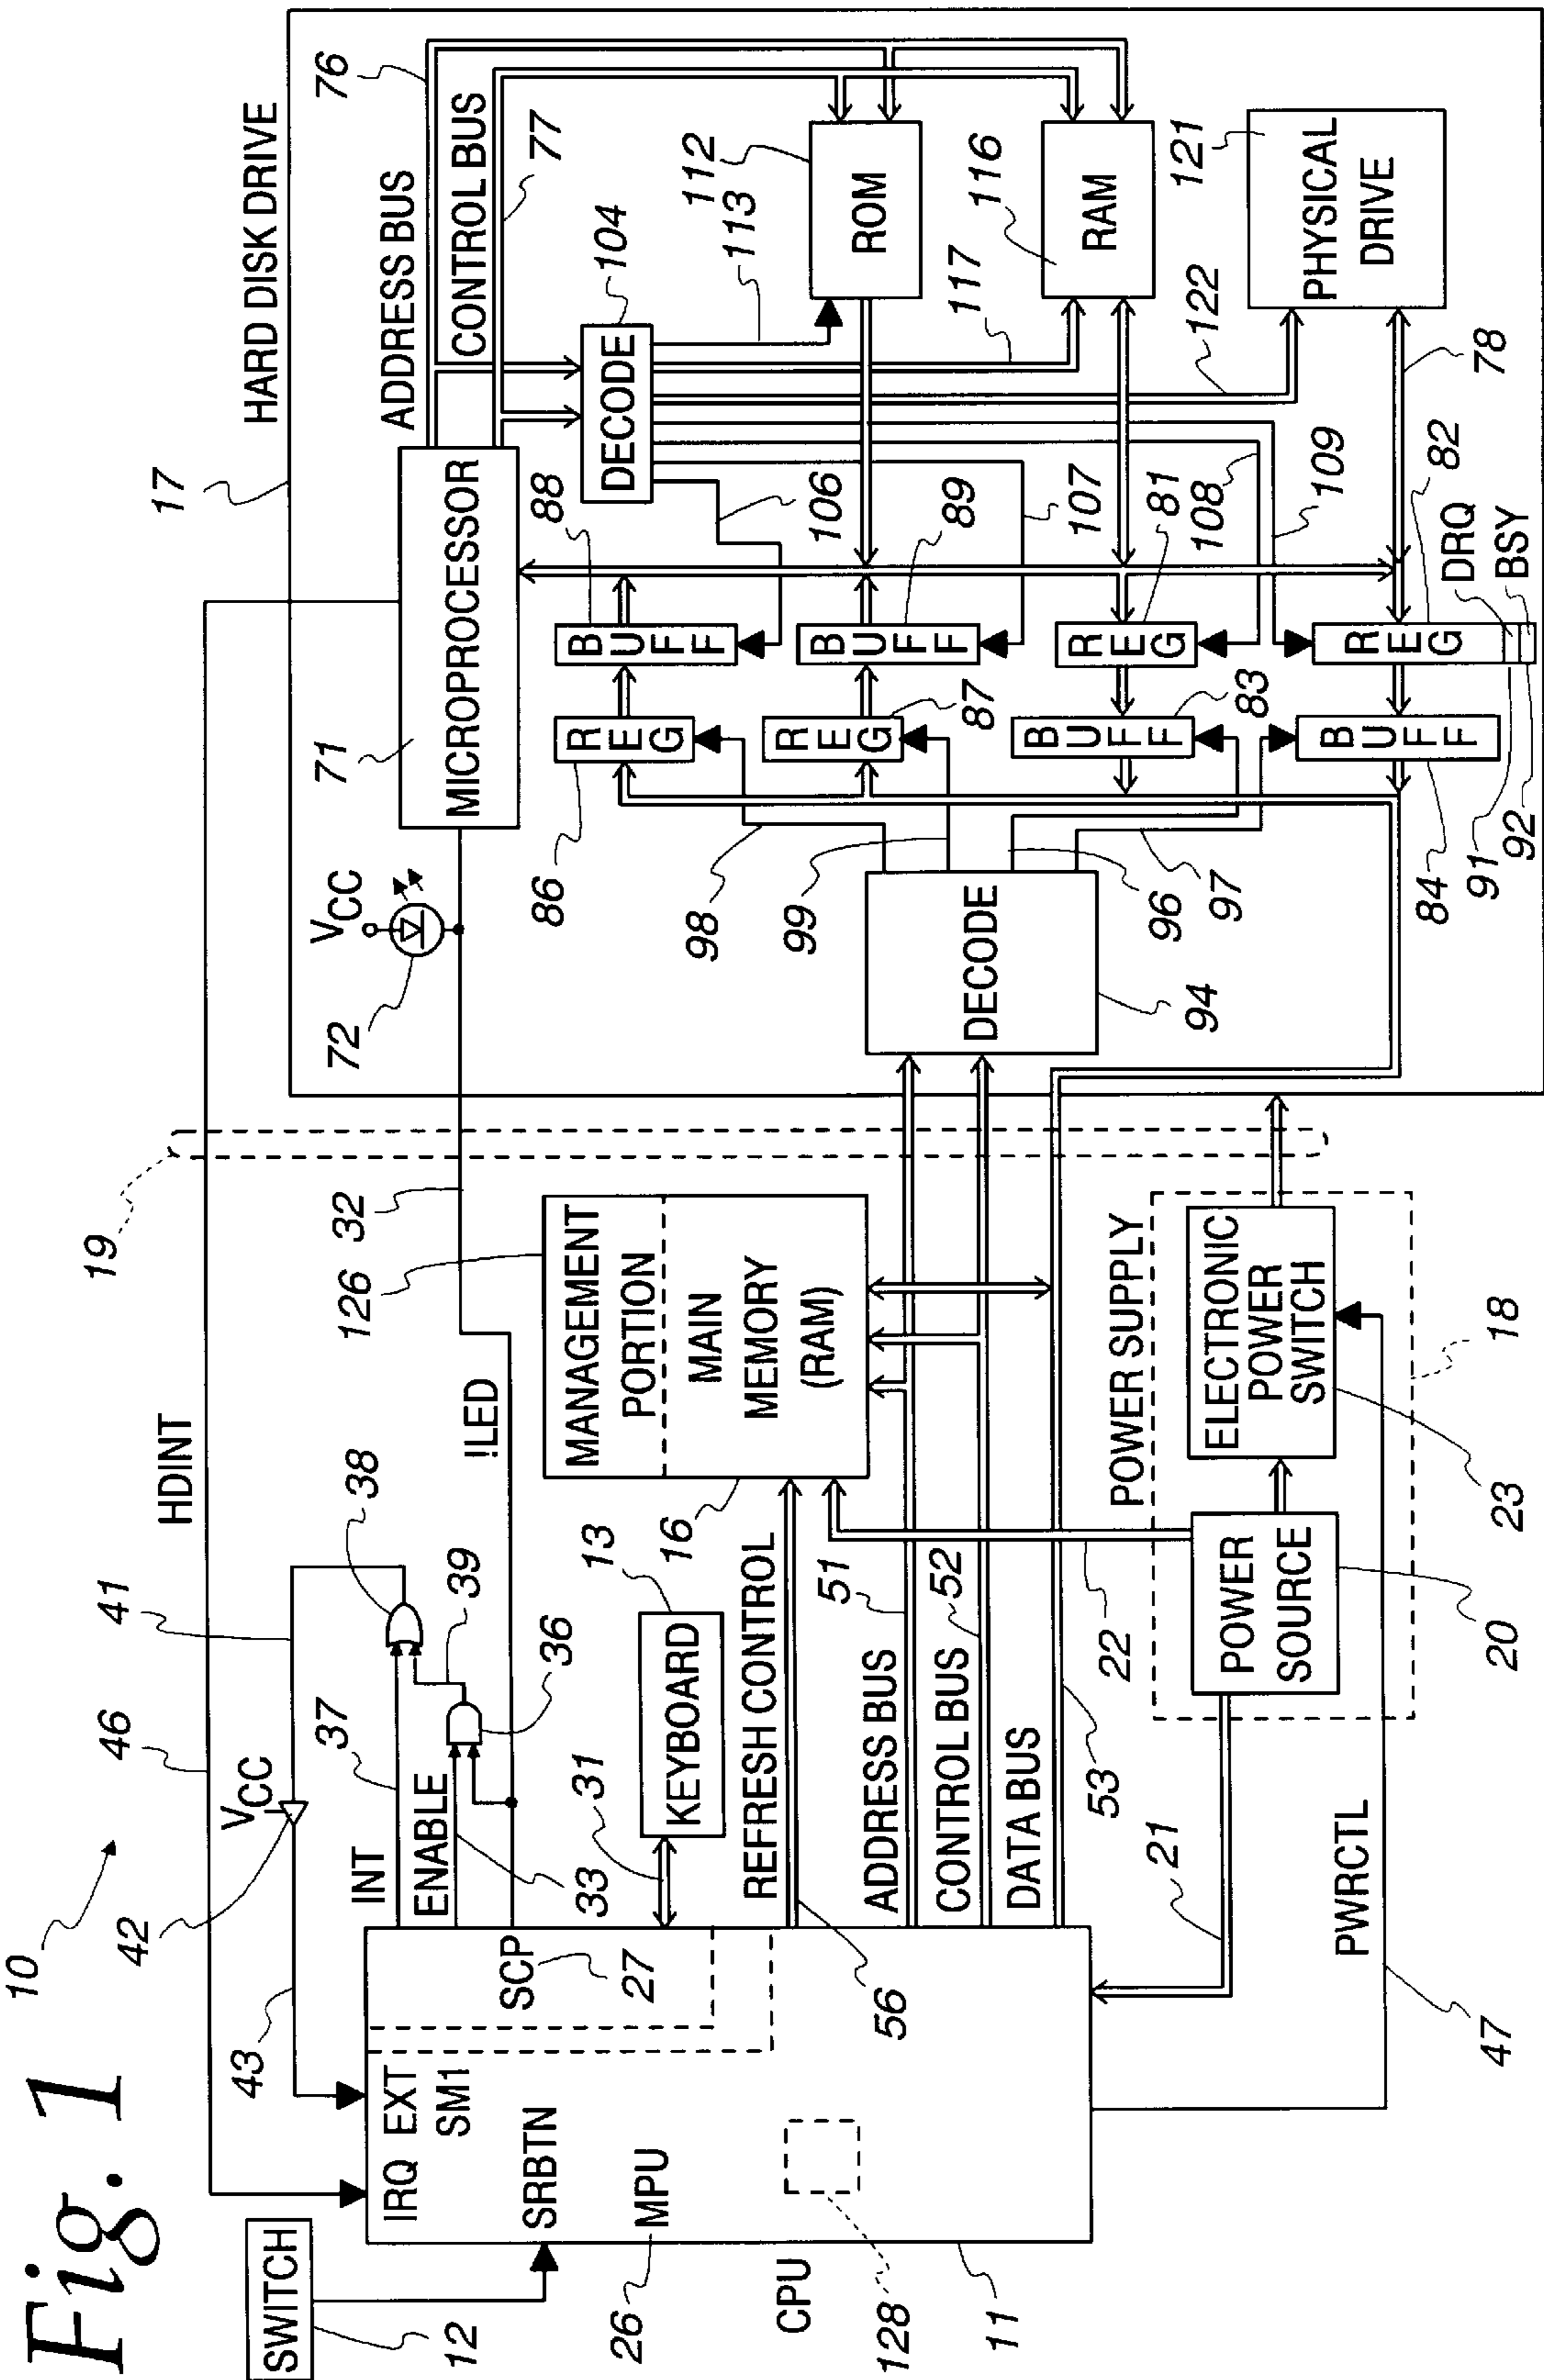 Fig. 1
10
SWITCH
12
46
41
HDINT
19
17
HARD DISK DRIVE
43
42
VCC
37
38
39
36
INT
ENABLE
33
!LED
32
IRQ
EXT
SM1
SRBTN
MPU
26
SCP
27
CPU
128
11
31
KEYBOARD
13
REFRESH CONTROL
56
16
126
MANAGEMENT
PORTION
MAIN
MEMORY
(RAM)
ADDRESS BUS
51
CONTROL BUS
52
DATA BUS
53
22
21
PWRCTL
47
POWER SUPPLY
POWER
SOURCE
20
ELECTRONIC
POWER
SWITCH
23
18
VCC
72
71
MICROPROCESSOR
ADDRESS BUS
76
CONTROL BUS
77
DECODE
104
113
112
ROM
116
RAM
117
121
PHYSICAL
DRIVE
122
78
88
BUFF
106
89
BUFF
107
81
108
REG
109
82
REG
DRQ
BSY
86
REG
87
REG
83
BUFF
84
BUFF
91
92
98
99
96
97
DECODE
94